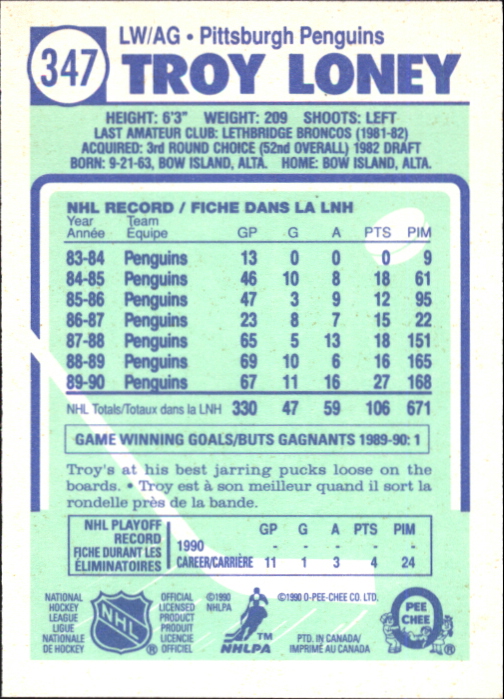 347
LW/AG • Pittsburgh Penguins
TROY LONEY
HEIGHT: 6'3" WEIGHT: 209 SHOOTS: LEFT
LAST AMATEUR CLUB: LETHBRIDGE BRONCOS (1981-82)
ACQUIRED: 3rd ROUND CHOICE (52nd OVERALL) 1982 DRAFT
BORN: 9-21-63, BOW ISLAND, ALTA. HOME: BOW ISLAND, ALTA.
NHL RECORD / FICHE DANS LA LNH
Year Team
Année Équipe GP G A PTS PIM
83-84 Penguins 13 0 0 0 9
84-85 Penguins 46 10 8 18 61
85-86 Penguins 47 3 9 12 95
86-87 Penguins 23 8 7 15 22
87-88 Penguins 65 5 13 18 151
88-89 Penguins 69 10 6 16 165
89-90 Penguins 67 11 16 27 168
NHL Totals/Totaux dans la LNH 330 47 59 106 671
GAME WINNING GOALS/BUTS GAGNANTS 1989-90: 1
Troy's at his best jarring pucks loose on the
boards. • Troy est à son meilleur quand il sort la
rondelle près de la bande.
NHL PLAYOFF
RECORD
FICHE DURANT LES
ÉLIMINATOIRES
GP G A PTS PIM
1990 - - - - -
CAREER/CARRIÈRE 11 1 3 4 24
NATIONAL
HOCKEY
LEAGUE
LIGUE
NATIONALE
DE HOCKEY
NHL
®
OFFICIAL
LICENSED
PRODUCT
PRODUIT
LICENCIE
OFFICIEL
©1990
NHLPA
TM
NHLPA
©1990 O-PEE-CHEE CO. LTD.
PTD. IN CANADA/
IMPRIMÉ AU CANADA
PEE
CHEE
®